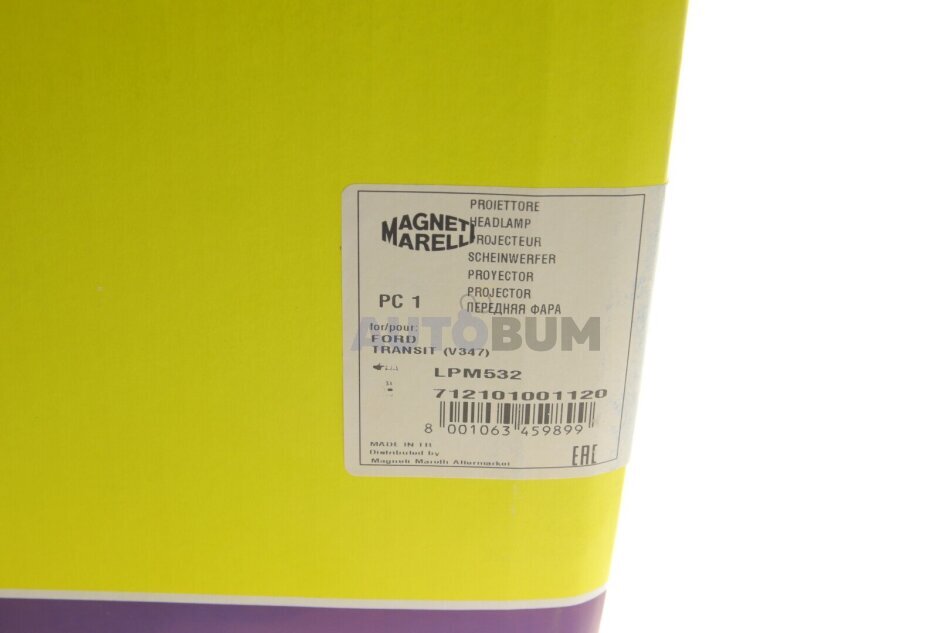 MAGNETI
MARELLI
PROIETTORE
HEADLAMP
PROJECTEUR
SCHEINWERFER
PROYECTOR
PROJECTOR
ПЕРЕДНЯЯ ФАРА
PC 1
for/pour:
FORD
TRANSIT (V347)
AUTOBUM
LPM532
712101001120
8 001063 459899
MADE IN
Distributed by
Magneti Marelli Aftermarket
EAC